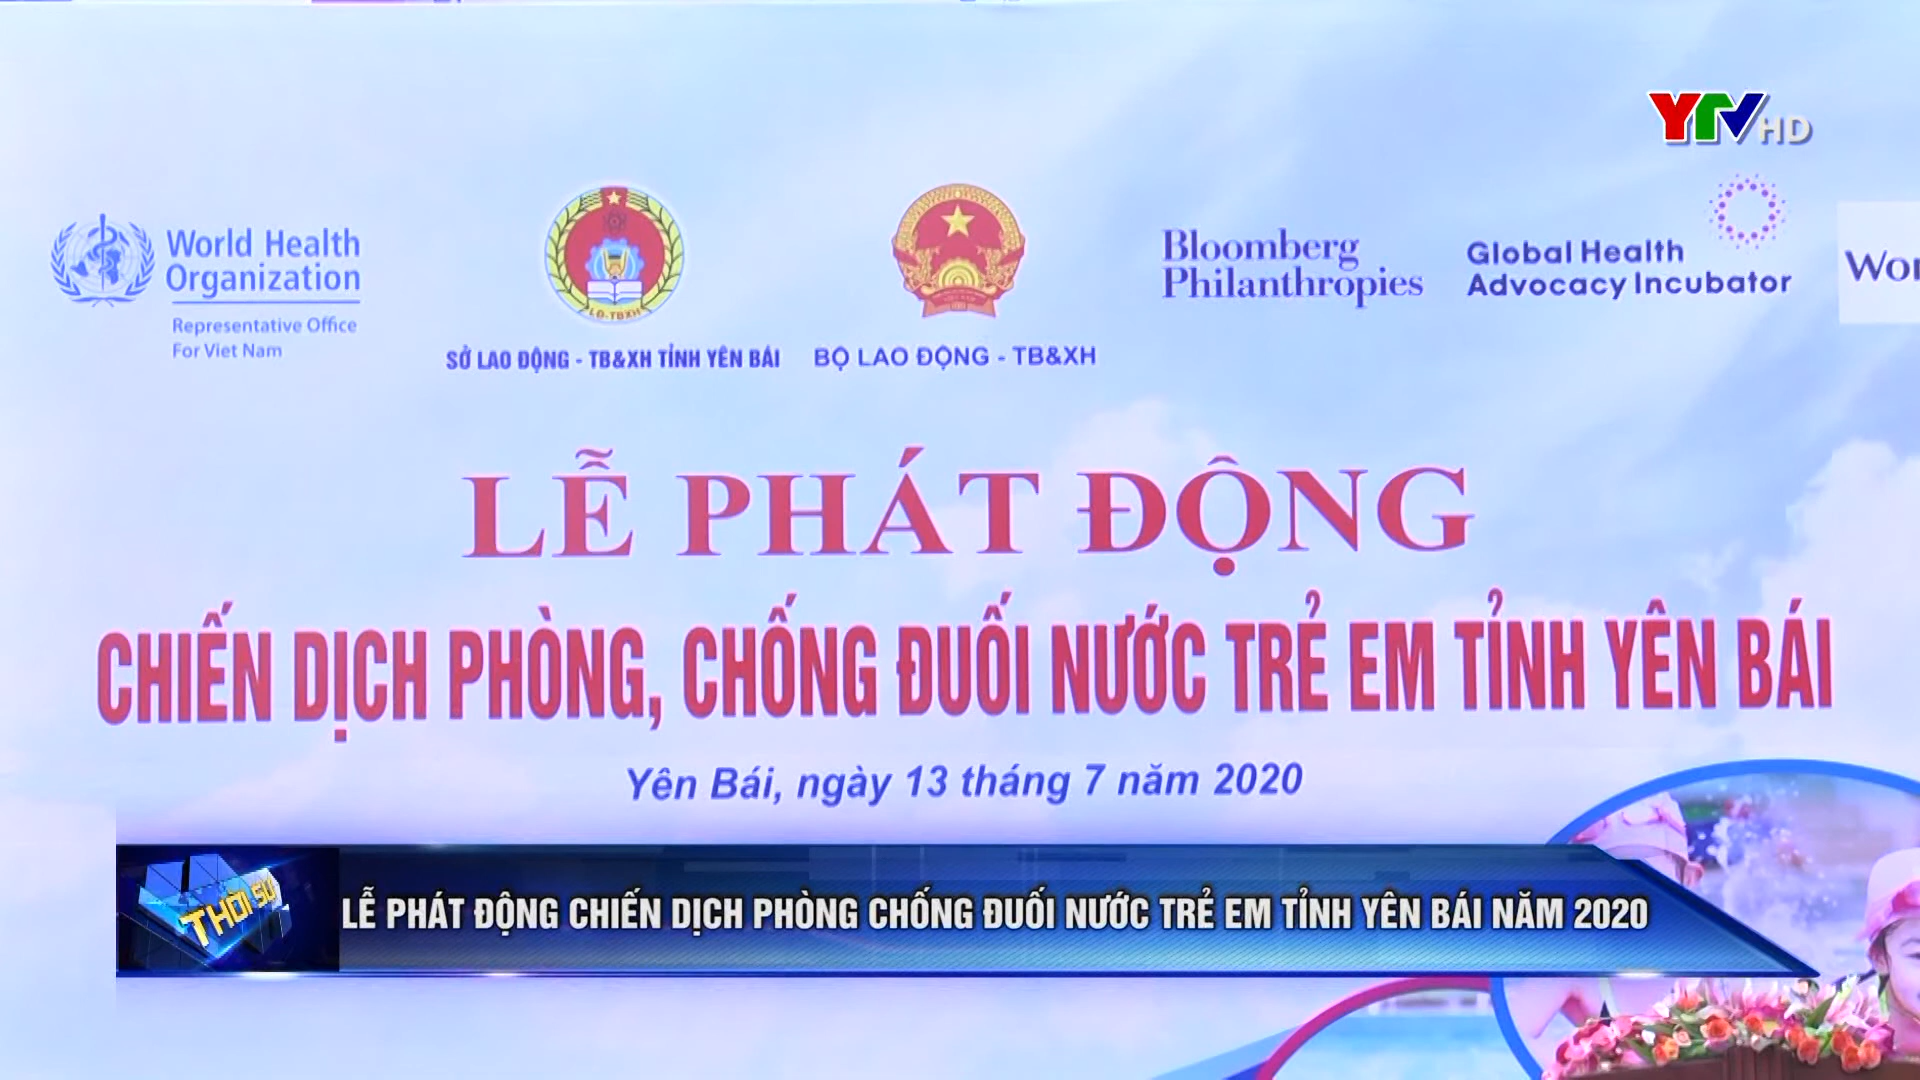 YTV HD
World Health
Organization
Representative Office
For Viet Nam
LĐ-TBXH
SỞ LAO ĐỘNG - TB&XH TỈNH YÊN BÁI
BỘ LAO ĐỘNG - TB&XH
Bloomberg
Philanthropies
Global Health
Advocacy Incubator
LỄ PHÁT ĐỘNG
CHIẾN DỊCH PHÒNG, CHỐNG ĐUỐI NƯỚC TRẺ EM TỈNH YÊN BÁI
Yên Bái, ngày 13 tháng 7 năm 2020
THỜI SỰ
LỄ PHÁT ĐỘNG CHIẾN DỊCH PHÒNG CHỐNG ĐUỐI NƯỚC TRẺ EM TỈNH YÊN BÁI NĂM 2020